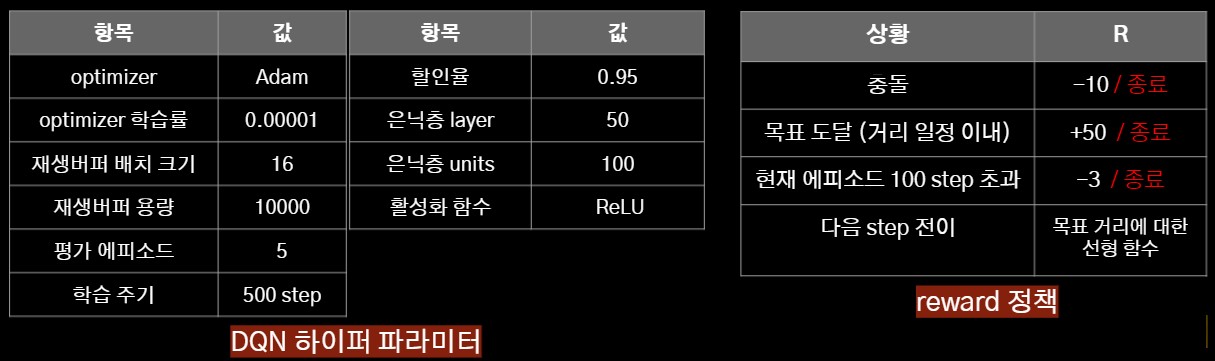 항목 값 항목 값
optimizer Adam 할인율 0.95
optimizer 학습률 0.00001 은닉층 layer 50
재생버퍼 배치 크기 16 은닉층 units 100
재생버퍼 용량 10000 활성화 함수 ReLU
평가 에피소드 5
학습 주기 500 step
DQN 하이퍼 파라미터
상황 R
충돌 -10 / 종료
목표 도달 (거리 일정 이내) +50 / 종료
현재 에피소드 100 step 초과 -3 / 종료
다음 step 전이 목표 거리에 대한
선형 함수
reward 정책